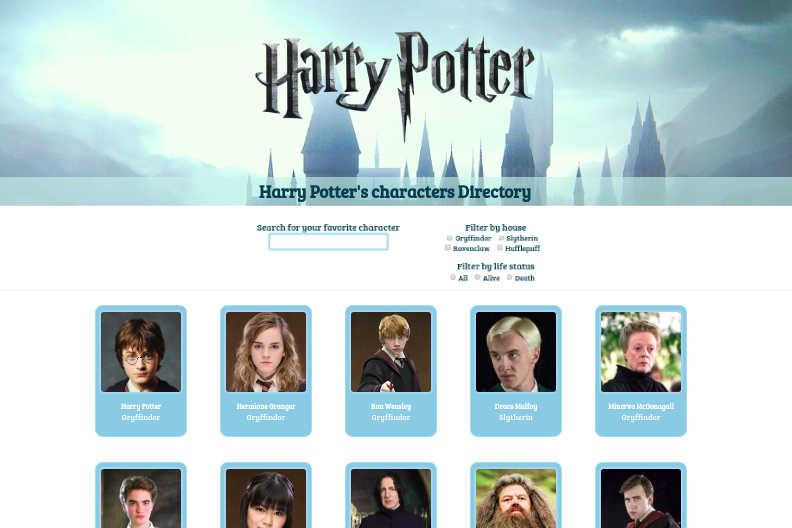 Harry Potter
Harry Potter's characters Directory
Search for your favorite character
Filter by house
Gryffindor Slytherin
Ravenclaw Hufflepuff
Filter by life status
All Alive Death
Harry Potter
Gryffindor
Hermione Granger
Gryffindor
Ron Weasley
Gryffindor
Draco Malfoy
Slytherin
Minerva McGonagall
Gryffindor